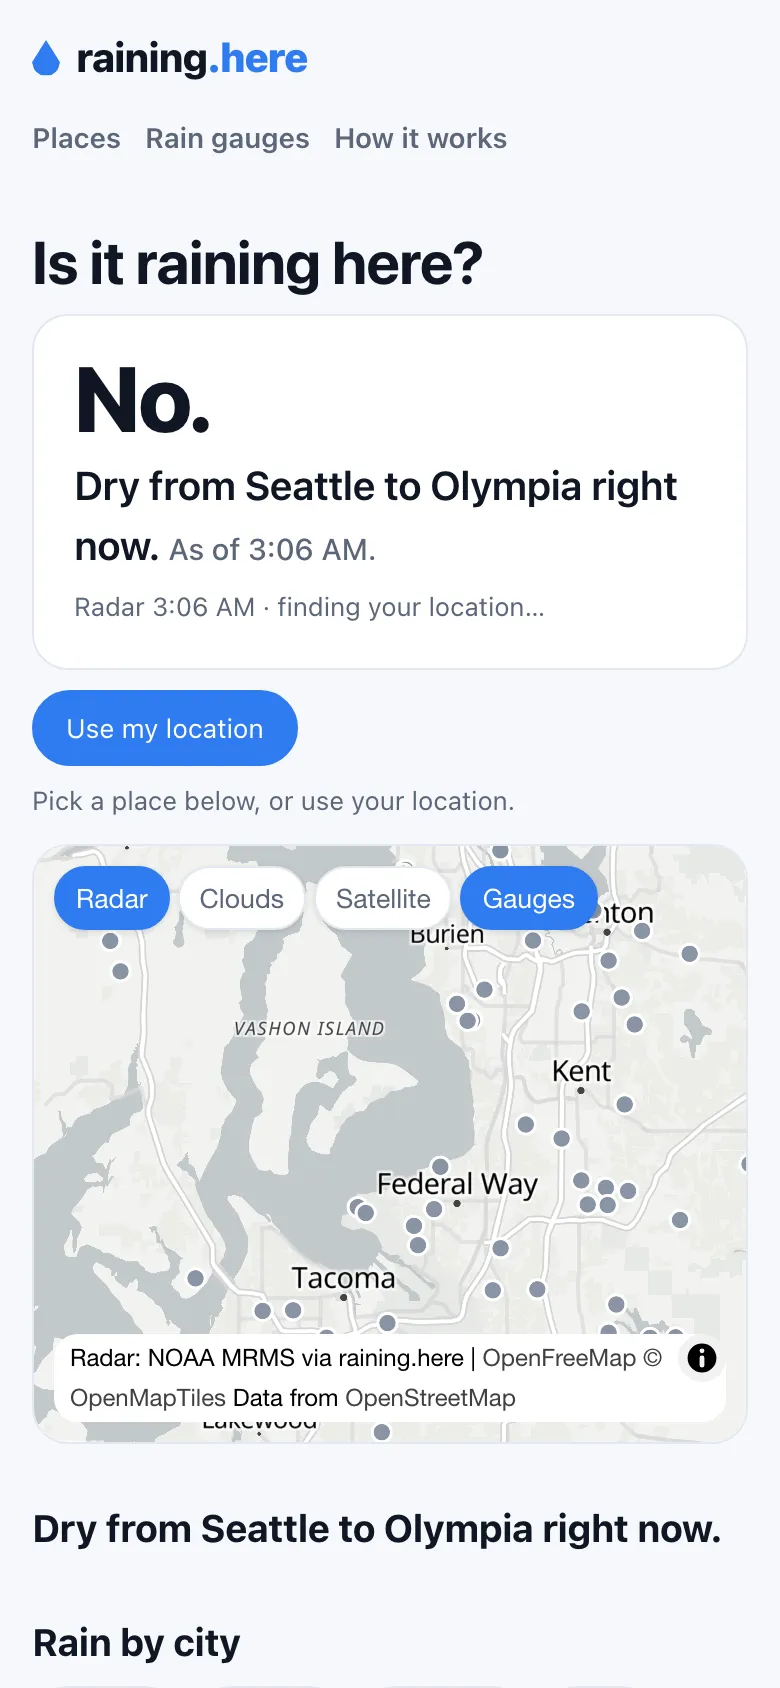 raining.here
Places Rain gauges How it works
Is it raining here?
No.
Dry from Seattle to Olympia right
now. As of 3:06 AM.
Radar 3:06 AM · finding your location...
Use my location
Pick a place below, or use your location.
Radar Clouds Satellite Gauges
nton
Burien
VASHON ISLAND
Kent
Federal Way
Tacoma
Radar: NOAA MRMS via raining.here | OpenFreeMap ©
OpenMapTiles Data from OpenStreetMap
Lakewood
Dry from Seattle to Olympia right now.
Rain by city